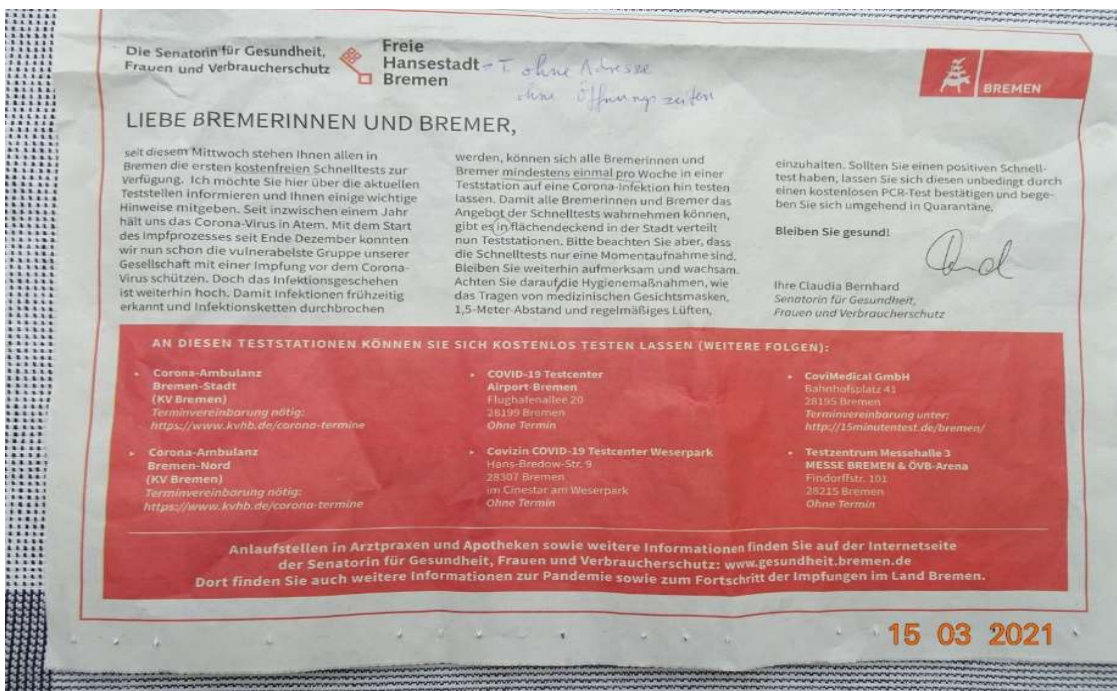 Die Senatorin für Gesundheit,
Frauen und Verbraucherschutz
Freie
Hansestadt
Bremen
- T. ohne Adresse
ohne Öffnungszeiten
BREMEN
LIEBE BREMERINNEN UND BREMER,
seit diesem Mittwoch stehen Ihnen allen in
Bremen die ersten kostenfreien Schnelltests zur
Verfügung. Ich möchte Sie hier über die aktuellen
Teststellen informieren und Ihnen einige wichtige
Hinweise mitgeben. Seit inzwischen einem Jahr
hält uns das Corona-Virus in Atem. Mit dem Start
des Impfprozesses seit Ende Dezember konnten
wir nun schon die vulnerabelste Gruppe unserer
Gesellschaft mit einer Impfung vor dem Corona-
Virus schützen. Doch das Infektionsgeschehen
ist weiterhin hoch. Damit Infektionen frühzeitig
erkannt und Infektionsketten durchbrochen
werden, können sich alle Bremerinnen und
Bremer mindestens einmal pro Woche in einer
Teststation auf eine Corona-Infektion hin testen
lassen. Damit alle Bremerinnen und Bremer das
Angebot der Schnelltests wahrnehmen können,
gibt es in flächendeckend in der Stadt verteilt
nun Teststationen. Bitte beachten Sie aber, dass
die Schnelltests nur eine Momentaufnahme sind.
Bleiben Sie weiterhin aufmerksam und wachsam.
Achten Sie darauf die Hygienemaßnahmen, wie
das Tragen von medizinischen Gesichtsmasken,
1,5-Meter-Abstand und regelmäßiges Lüften,
einzuhalten. Sollten Sie einen positiven Schnell-
test haben, lassen Sie sich diesen unbedingt durch
einen kostenlosen PCR-Test bestätigen und bege-
ben Sie sich umgehend in Quarantäne.
Bleiben Sie gesund!
Ihre Claudia Bernhard
Senatorin für Gesundheit,
Frauen und Verbraucherschutz
AN DIESEN TESTSTATIONEN KÖNNEN SIE SICH KOSTENLOS TESTEN LASSEN (WEITERE FOLGEN):
• Corona-Ambulanz
Bremen-Stadt
(KV Bremen)
Terminvereinbarung nötig:
https://www.kvhb.de/corona-termine
• Corona-Ambulanz
Bremen-Nord
(KV Bremen)
Terminvereinbarung nötig:
https://www.kvhb.de/corona-termine
• COVID-19 Testcenter
Airport-Bremen
Flughafenallee 20
28199 Bremen
Ohne Termin
• Covizin COVID-19 Testcenter Weserpark
Hans-Bredow-Str. 9
28307 Bremen
im Cinestar am Weserpark
Ohne Termin
• CoviMedical GmbH
Bahnhofsplatz 41
28195 Bremen
Terminvereinbarung unter:
http://15minutentest.de/bremen/
• Testzentrum Messehalle 3
MESSE BREMEN & ÖVB-Arena
Findorffstr. 101
28215 Bremen
Ohne Termin
Anlaufstellen in Arztpraxen und Apotheken sowie weitere Informationen finden Sie auf der Internetseite
der Senatorin für Gesundheit, Frauen und Verbraucherschutz: www.gesundheit.bremen.de
Dort finden Sie auch weitere Informationen zur Pandemie sowie zum Fortschritt der Impfungen im Land Bremen.
15 03 2021